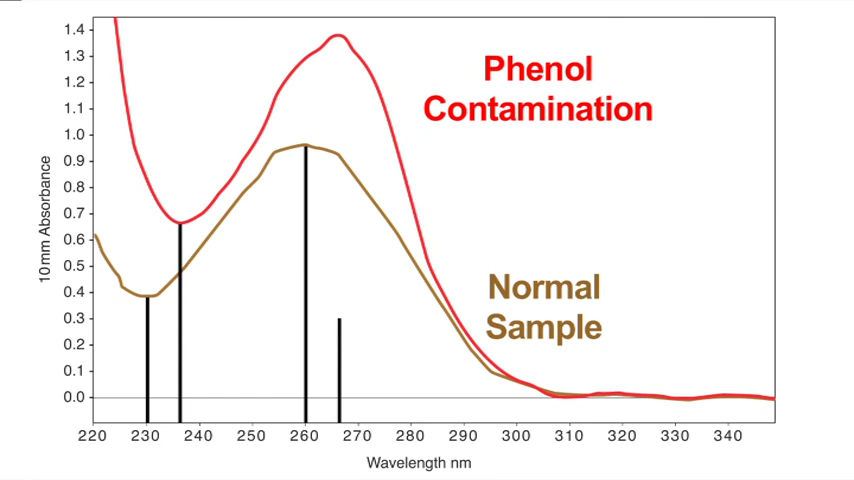 1.4
1.3
1.2
1.1
1.0
0.9
0.8
0.7
0.6
0.5
0.4
0.3
0.2
0.1
0.0
10mm Absorbance
Phenol
Contamination
Normal
Sample
220 230 240 250 260 270 280 290 300 310 320 330 340
Wavelength nm